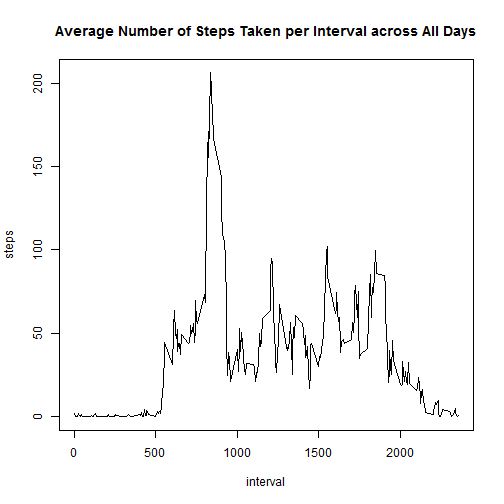 Average Number of Steps Taken per Interval across All Days
200
150
100
50
0
steps
0 500 1000 1500 2000
interval